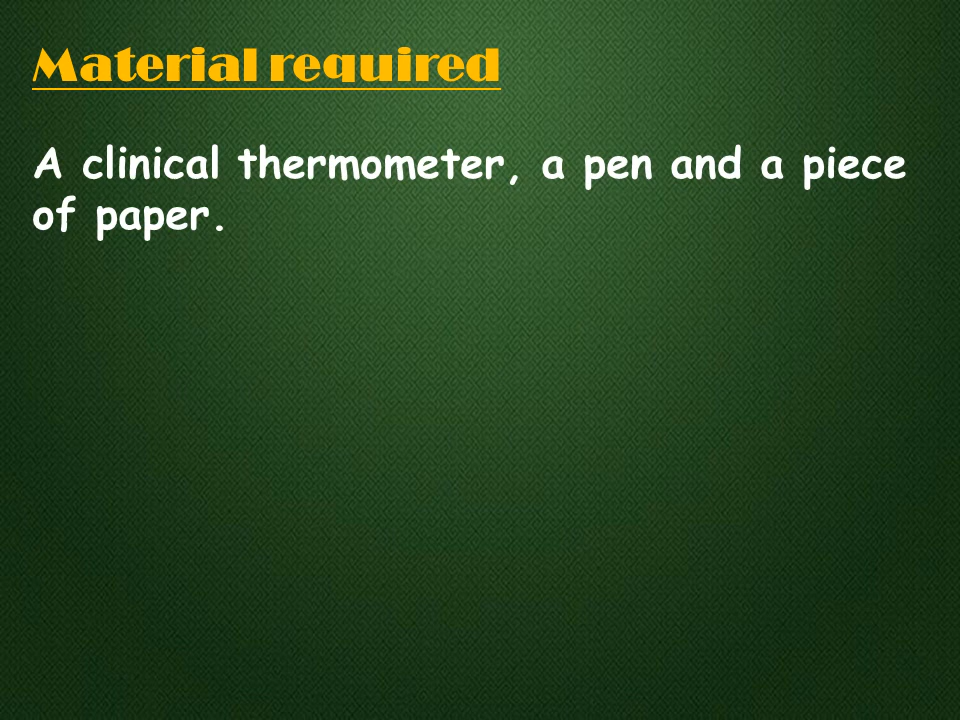 Material required
A clinical thermometer, a pen and a piece
of paper.